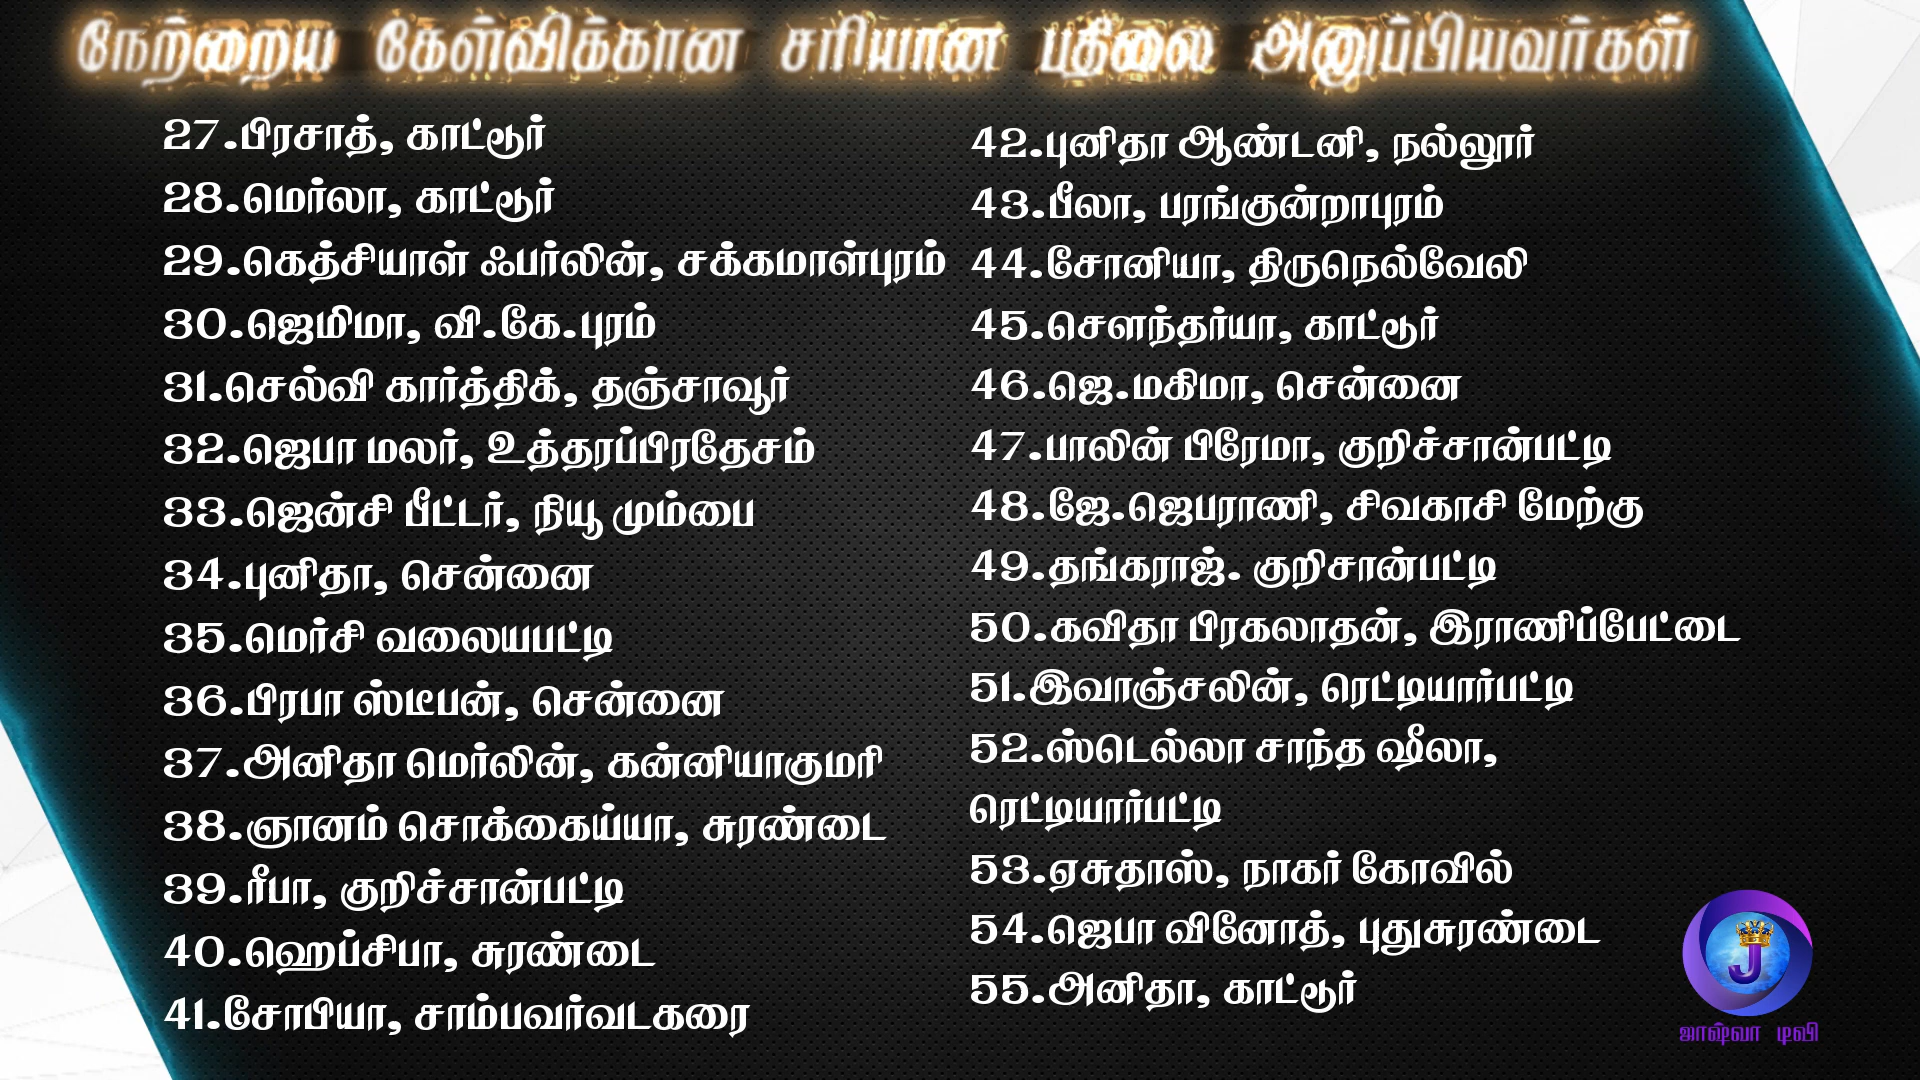 நேற்றைய கேள்விக்கான சரியான பதிலை அனுப்பியவர்கள்
27.பிரசாத், காட்டூர்
28.மெர்லா, காட்டூர்
29.கெத்சியாள் ஃபர்லின், சக்கமாள்புரம்
30.ஜெமிமா, வி.கே.புரம்
31.செல்வி கார்த்திக், தஞ்சாவூர்
32.ஜெபா மலர், உத்தரப்பிரதேசம்
33.ஜென்சி பீட்டர், நியூ மும்பை
34.புனிதா, சென்னை
35.மெர்சி வலையபட்டி
36.பிரபா ஸ்டீபன், சென்னை
37.அனிதா மெர்லின், கன்னியாகுமரி
38.ஞானம் சொக்கைய்யா, சுரண்டை
39.ரீபா, குறிச்சான்பட்டி
40.ஹெப்சிபா, சுரண்டை
41.சோபியா, சாம்பவர்வடகரை
42.புனிதா ஆண்டனி, நல்லூர்
43.பீலா, பரங்குன்றாபுரம்
44.சோனியா, திருநெல்வேலி
45.சௌந்தர்யா, காட்டூர்
46.ஜெ.மகிமா, சென்னை
47.பாலின் பிரேமா, குறிச்சான்பட்டி
48.ஜே.ஜெபராணி, சிவகாசி மேற்கு
49.தங்கராஜ். குறிசான்பட்டி
50.கவிதா பிரகலாதன், இராணிப்பேட்டை
51.இவாஞ்சலின், ரெட்டியார்பட்டி
52.ஸ்டெல்லா சாந்த ஷீலா,
ரெட்டியார்பட்டி
53.ஏசுதாஸ், நாகர் கோவில்
54.ஜெபா வினோத், புதுசுரண்டை
55.அனிதா, காட்டூர்
J
ஜாஷ்வா டிவி